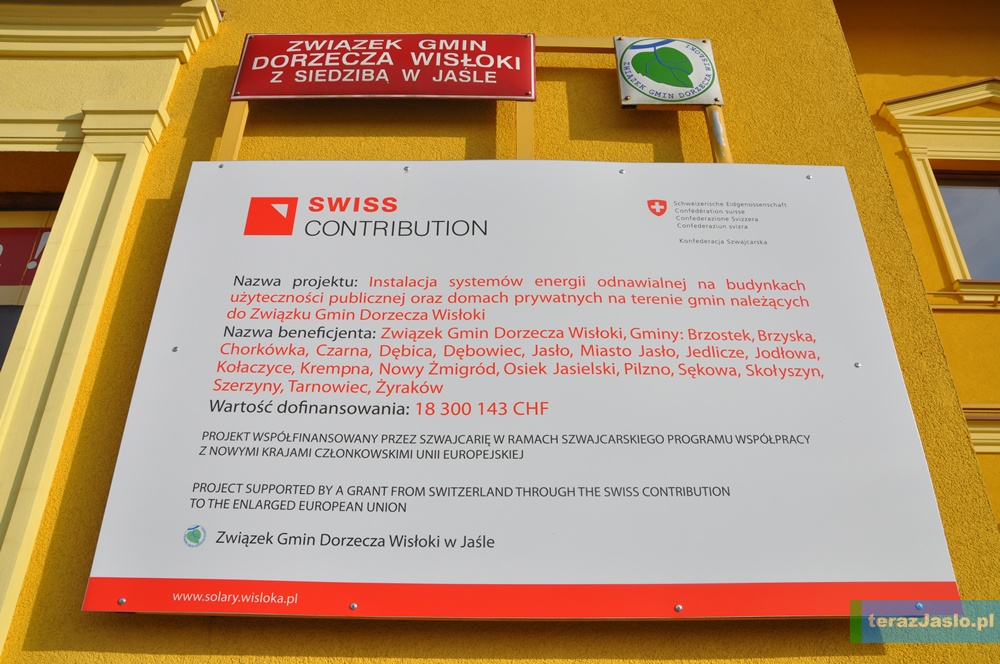 ZWIĄZEK GMIN
DORZECZA WISŁOKI
Z SIEDZIBĄ W JAŚLE
ZWIĄZEK GMIN DORZECZA WISŁOKI
SWISS
CONTRIBUTION
Schweizerische Eidgenossenschaft
Confédération suisse
Confederazione Svizzera
Confederaziun svizra
Konfederacja Szwajcarska
Nazwa projektu: Instalacja systemów energii odnawialnej na budynkach
użyteczności publicznej oraz domach prywatnych na terenie gmin należących
do Związku Gmin Dorzecza Wisłoki
Nazwa beneficjenta: Związek Gmin Dorzecza Wisłoki, Gminy: Brzostek, Brzyska,
Chorkówka, Czarna, Dębica, Dębowiec, Jasło, Miasto Jasło, Jedlicze, Jodłowa,
Kołaczyce, Krempna, Nowy Żmigród, Osiek Jasielski, Pilzno, Sękowa, Skołyszyn,
Szerzyny, Tarnowiec, Żyraków
Wartość dofinansowania: 18 300 143 CHF
PROJEKT WSPÓŁFINANSOWANY PRZEZ SZWAJCARIĘ W RAMACH SZWAJCARSKIEGO PROGRAMU WSPÓŁPRACY
Z NOWYMI KRAJAMI CZŁONKOWSKIMI UNII EUROPEJSKIEJ
PROJECT SUPPORTED BY A GRANT FROM SWITZERLAND THROUGH THE SWISS CONTRIBUTION
TO THE ENLARGED EUROPEAN UNION
Związek Gmin Dorzecza Wisłoki w Jaśle
www.solary.wisloka.pl
terazJaslo.pl